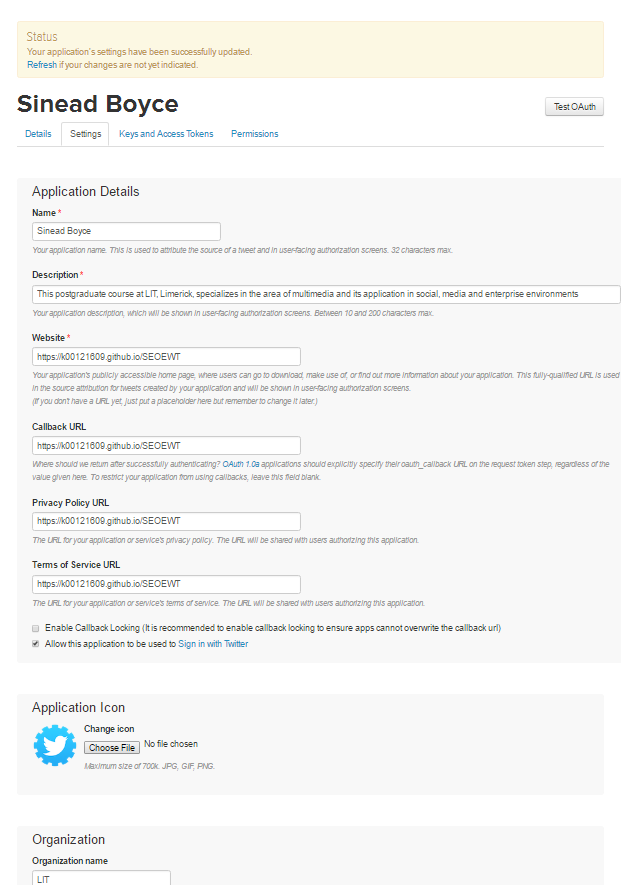 Status
Your application's settings have been successfully updated.
Refresh if your changes are not yet indicated.
Sinead Boyce
Test OAuth
Details Settings Keys and Access Tokens Permissions
Application Details
Name *
Sinead Boyce
Your application name. This is used to attribute the source of a tweet and in user-facing authorization screens. 32 characters max.
Description *
This postgraduate course at LIT, Limerick, specializes in the area of multimedia and its application in social, media and enterprise environments
Your application description, which will be shown in user-facing authorization screens. Between 10 and 200 characters max.
Website *
https://k00121609.github.io/SEOEWT
Your application's publicly accessible home page, where users can go to download, make use of, or find out more information about your application. This fully-qualified URL is used
in the source attribution for tweets created by your application and will be shown in user-facing authorization screens.
(If you don't have a URL yet, just put a placeholder here but remember to change it later.)
Callback URL
https://k00121609.github.io/SEOEWT
Where should we return after successfully authenticating? OAuth 1.0a applications should explicitly specify their oauth_callback URL on the request token step, regardless of the
value given here. To restrict your application from using callbacks, leave this field blank.
Privacy Policy URL
https://k00121609.github.io/SEOEWT
The URL for your application or service's privacy policy. The URL will be shared with users authorizing this application.
Terms of Service URL
https://k00121609.github.io/SEOEWT
The URL for your application or service's terms of service. The URL will be shared with users authorizing this application.
Enable Callback Locking (It is recommended to enable callback locking to ensure apps cannot overwrite the callback url)
Allow this application to be used to Sign in with Twitter
Application Icon
Change icon
Choose File No file chosen
Maximum size of 700k. JPG, GIF, PNG.
Organization
Organization name
LIT